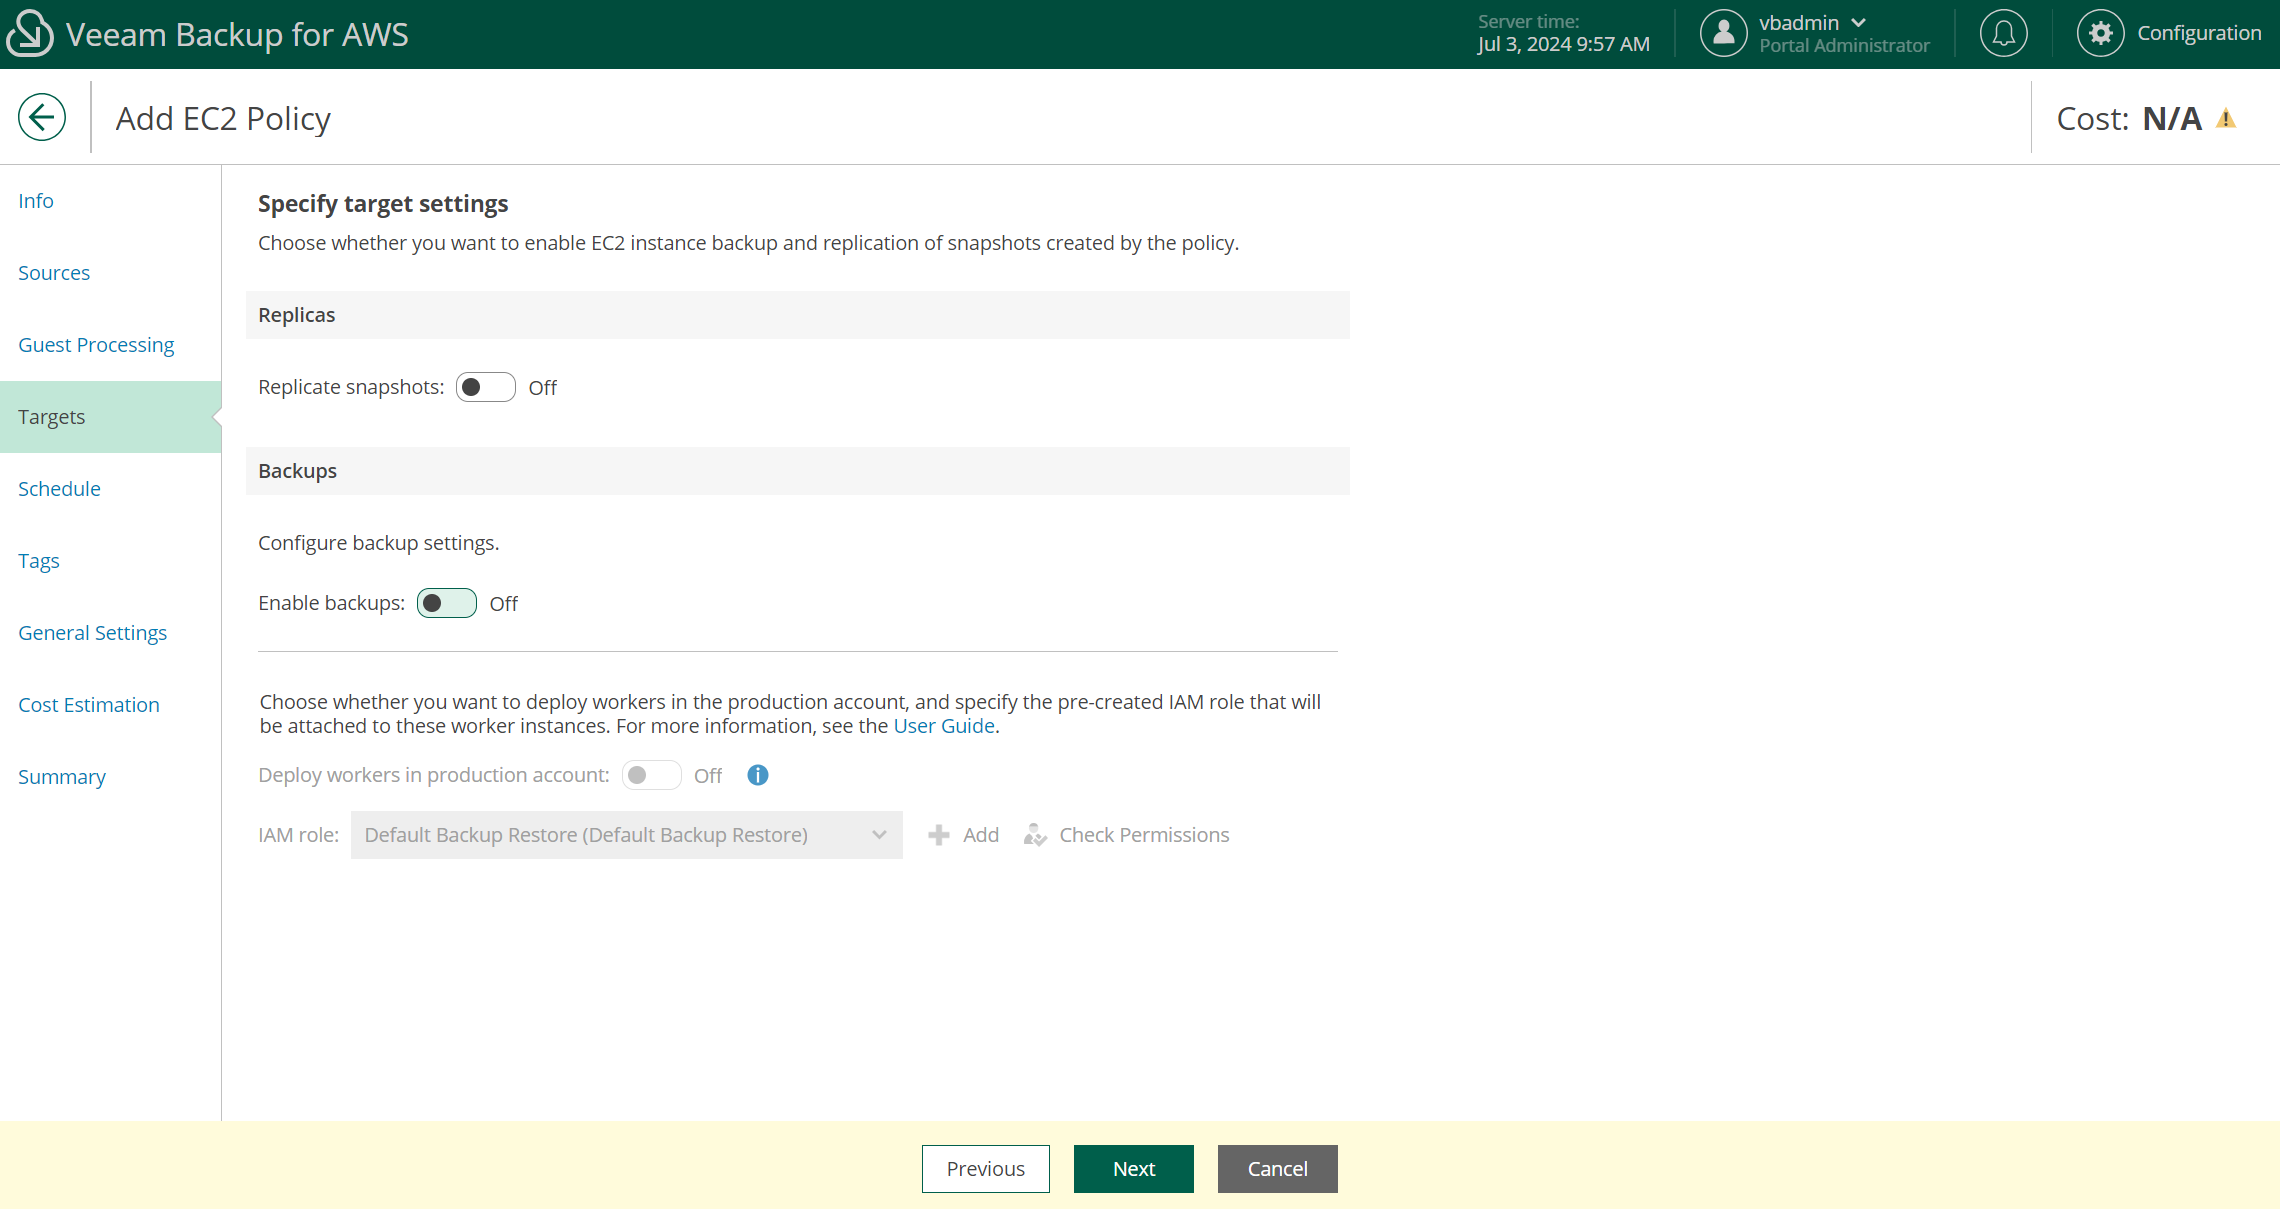 Veeam Backup for AWS
Server time:
Jul 3, 2024 9:57 AM
vbadmin
Portal Administrator
Configuration
Add EC2 Policy
Cost: N/A
Info
Sources
Guest Processing
Targets
Schedule
Tags
General Settings
Cost Estimation
Summary
Specify target settings
Choose whether you want to enable EC2 instance backup and replication of snapshots created by the policy.
Replicas
Replicate snapshots: Off
Backups
Configure backup settings.
Enable backups: Off
Choose whether you want to deploy workers in the production account, and specify the pre-created IAM role that will
be attached to these worker instances. For more information, see the User Guide.
Deploy workers in production account: Off
IAM role: Default Backup Restore (Default Backup Restore) Add Check Permissions
Previous Next Cancel